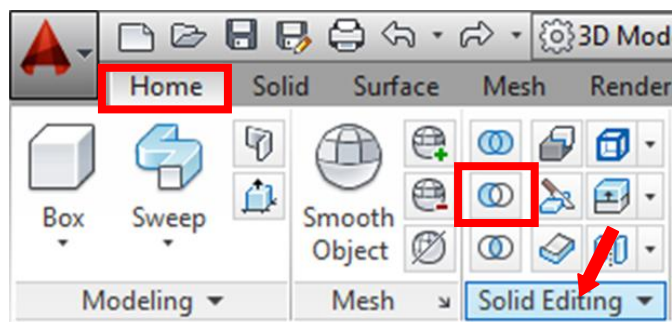 3D Mod
Home Solid Surface Mesh Render
Box Sweep Smooth
Object
Modeling Mesh Solid Editing